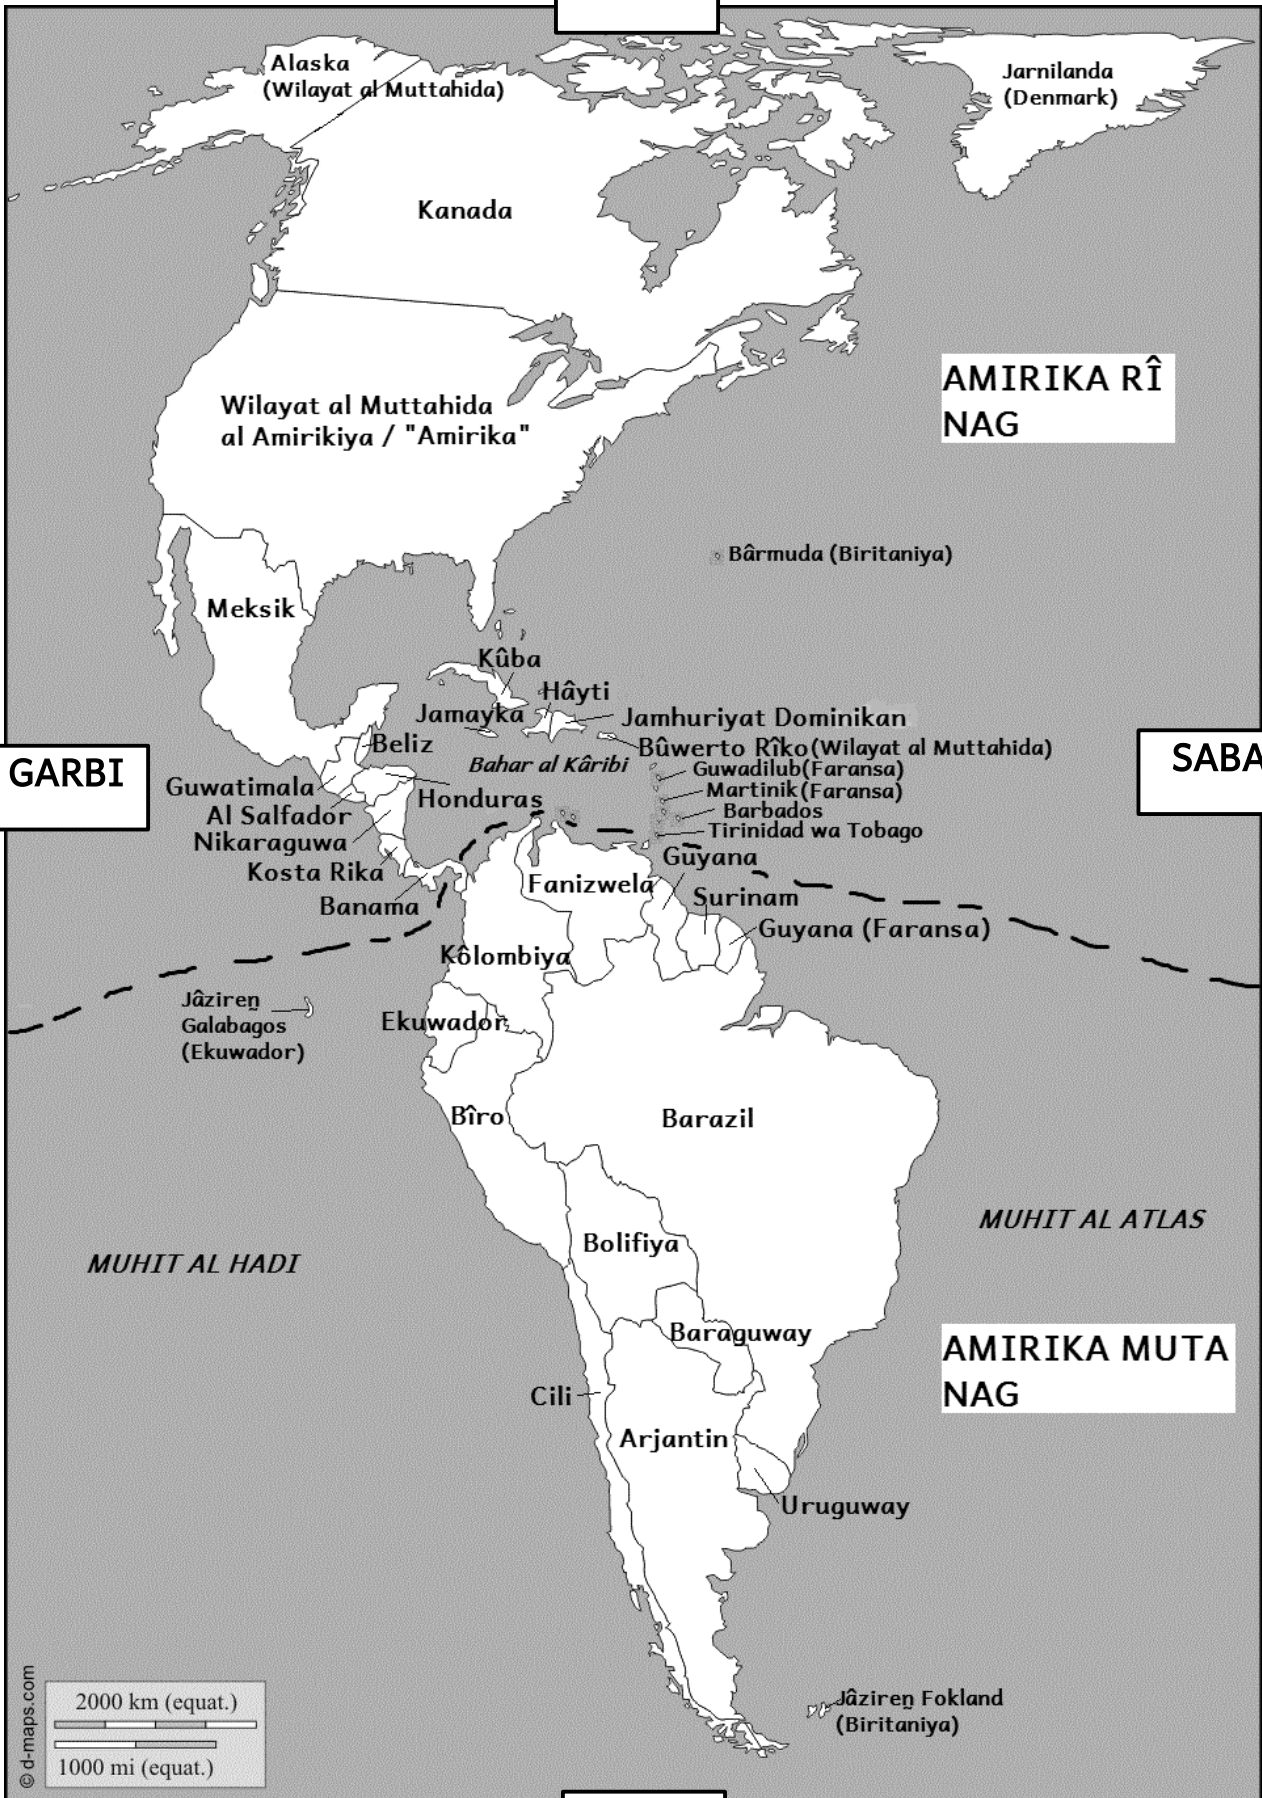 Alaska
(Wilayat al Muttahida)
Jarnilanda
(Denmark)
Kanada
AMIRIKA RÎ
NAG
Wilayat al Muttahida
al Amirikiya / "Amirika"
Bârmuda (Biritaniya)
Meksik
Kûba
Hâyti
Jamayka
Jamhuriyat Dominikan
Beliz
Bûwerto Rîko (Wilayat al Muttahida)
Bahar al Kâribi
GARBI
SABA
Guwadilub (Faransa)
Guwatimala
Martinik (Faransa)
Honduras
Al Salfador
Barbados
Nikaraguwa
Tirinidad wa Tobago
Kosta Rika
Guyana
Fanizwela
Banama
Surinam
Guyana (Faransa)
Kôlombiya
Jâziren̰
Galabagos
(Ekuwador)
Ekuwador
Bîro
Barazil
MUHIT AL ATLAS
Bolifiya
MUHIT AL HADI
Baraguway
AMIRIKA MUTA
NAG
Cili
Arjantin
Uruguway
Jâziren̰ Fokland
(Biritaniya)
2000 km (equat.)
1000 mi (equat.)
© d-maps.com